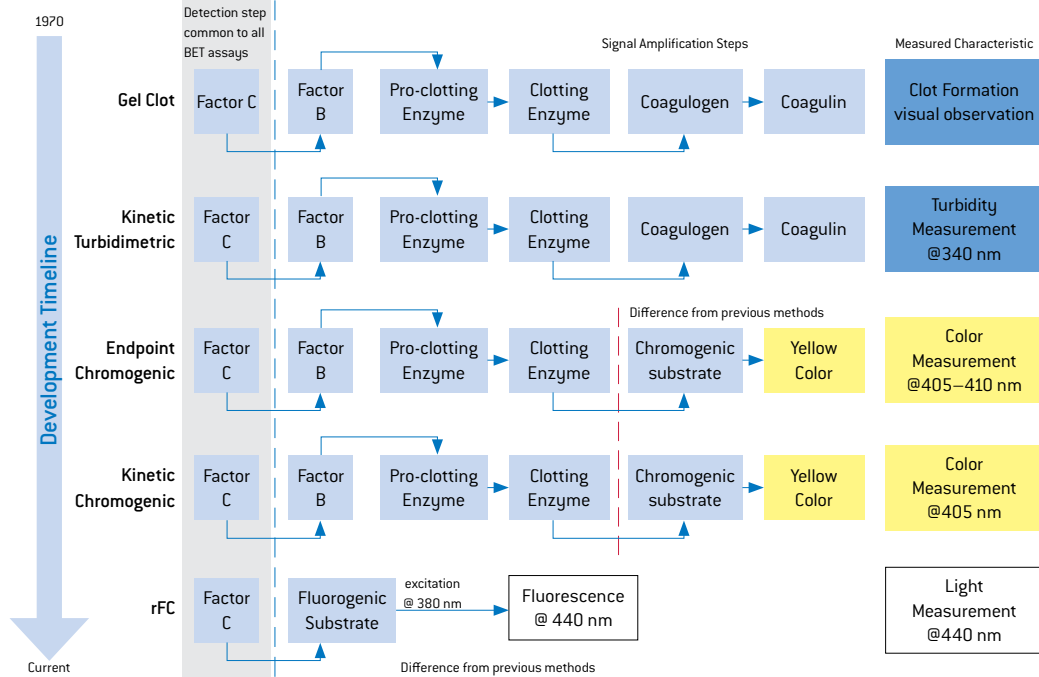 1970
Detection step
common to all
BET assays
Signal Amplification Steps
Measured Characteristic
Development Timeline
Gel Clot
Factor C
Factor
B
Pro-clotting
Enzyme
Clotting
Enzyme
Coagulogen
Coagulin
Clot Formation
visual observation
Kinetic
Turbidimetric
Factor
C
Factor
B
Pro-clotting
Enzyme
Clotting
Enzyme
Coagulogen
Coagulin
Turbidity
Measurement
@340 nm
Difference from previous methods
Endpoint
Chromogenic
Factor
C
Factor
B
Pro-clotting
Enzyme
Clotting
Enzyme
Chromogenic
substrate
Yellow
Color
Color
Measurement
@405–410 nm
Kinetic
Chromogenic
Factor
C
Factor
B
Pro-clotting
Enzyme
Clotting
Enzyme
Chromogenic
substrate
Yellow
Color
Color
Measurement
@405 nm
rFC
Factor
C
Fluorogenic
Substrate
excitation
@ 380 nm
Fluorescence
@ 440 nm
Light
Measurement
@440 nm
Current
Difference from previous methods